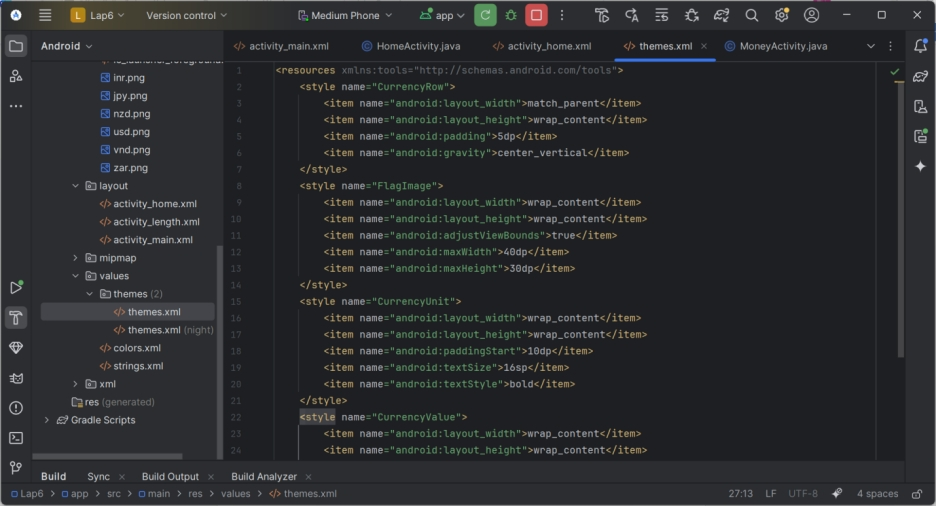 L Lap6 Version control Medium Phone app
Android
activity_main.xml HomeActivity.java activity_home.xml themes.xml MoneyActivity.java
inr.png
jpy.png
nzd.png
usd.png
vnd.png
zar.png
layout
activity_home.xml
activity_length.xml
activity_main.xml
mipmap
values
themes (2)
themes.xml
themes.xml (night)
colors.xml
strings.xml
xml
res (generated)
Gradle Scripts
1 <resources xmlns:tools="http://schemas.android.com/tools">
2 <style name="CurrencyRow">
3 <item name="android:layout_width">match_parent</item>
4 <item name="android:layout_height">wrap_content</item>
5 <item name="android:padding">5dp</item>
6 <item name="android:gravity">center_vertical</item>
7 </style>
8 <style name="FlagImage">
9 <item name="android:layout_width">wrap_content</item>
10 <item name="android:layout_height">wrap_content</item>
11 <item name="android:adjustViewBounds">true</item>
12 <item name="android:maxWidth">40dp</item>
13 <item name="android:maxHeight">30dp</item>
14 </style>
15 <style name="CurrencyUnit">
16 <item name="android:layout_width">wrap_content</item>
17 <item name="android:layout_height">wrap_content</item>
18 <item name="android:paddingStart">10dp</item>
19 <item name="android:textSize">16sp</item>
20 <item name="android:textStyle">bold</item>
21 </style>
22 <style name="CurrencyValue">
23 <item name="android:layout_width">wrap_content</item>
24 <item name="android:layout_height">wrap_content</item>
Build Sync Build Output Build Analyzer
Lap6 > app > src > main > res > values > themes.xml 27:13 LF UTF-8 4 spaces